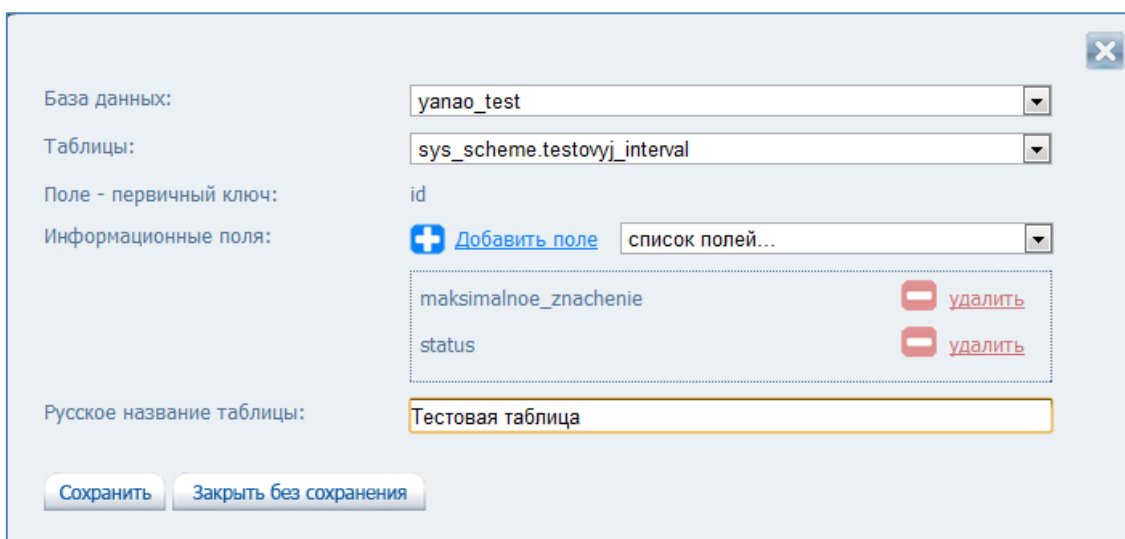 База данных: yanao_test
Таблицы: sys_scheme.testovyj_interval
Поле - первичный ключ: id
Информационные поля: Добавить поле список полей...
maksimalnoe_znachenie удалить
status удалить
Русское название таблицы: Тестовая таблица
Сохранить Закрыть без сохранения